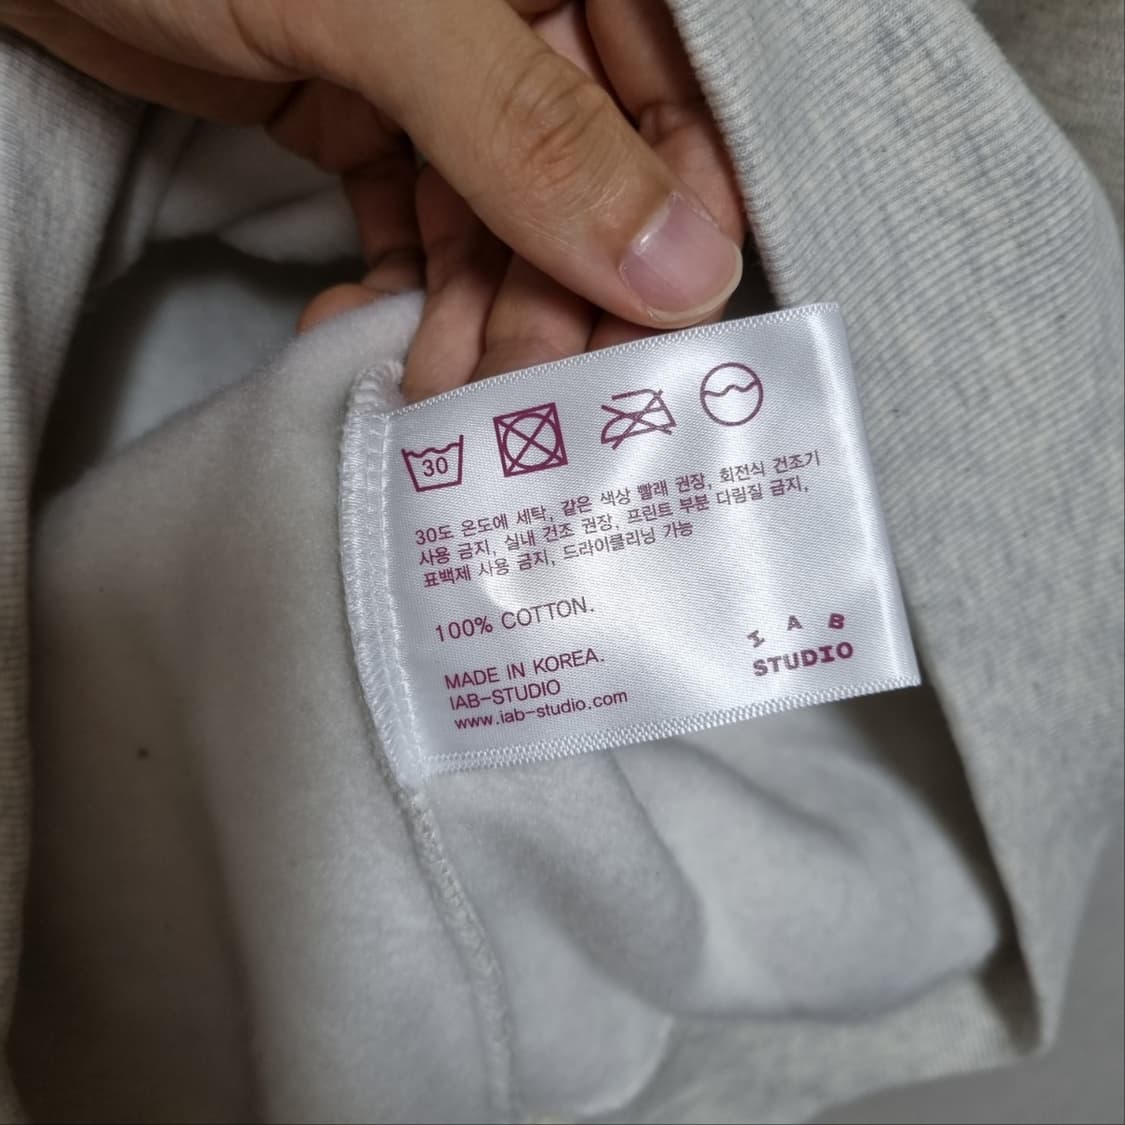 30
30도 온도에 세탁, 같은 색상 빨래 권장, 회전식 건조기
사용 금지, 실내 건조 권장, 프린트 부분 다림질 금지,
표백제 사용 금지, 드라이클리닝 가능
100% COTTON.
MADE IN KOREA.
IAB-STUDIO
www.iab-studio.com
I A B
STUDIO